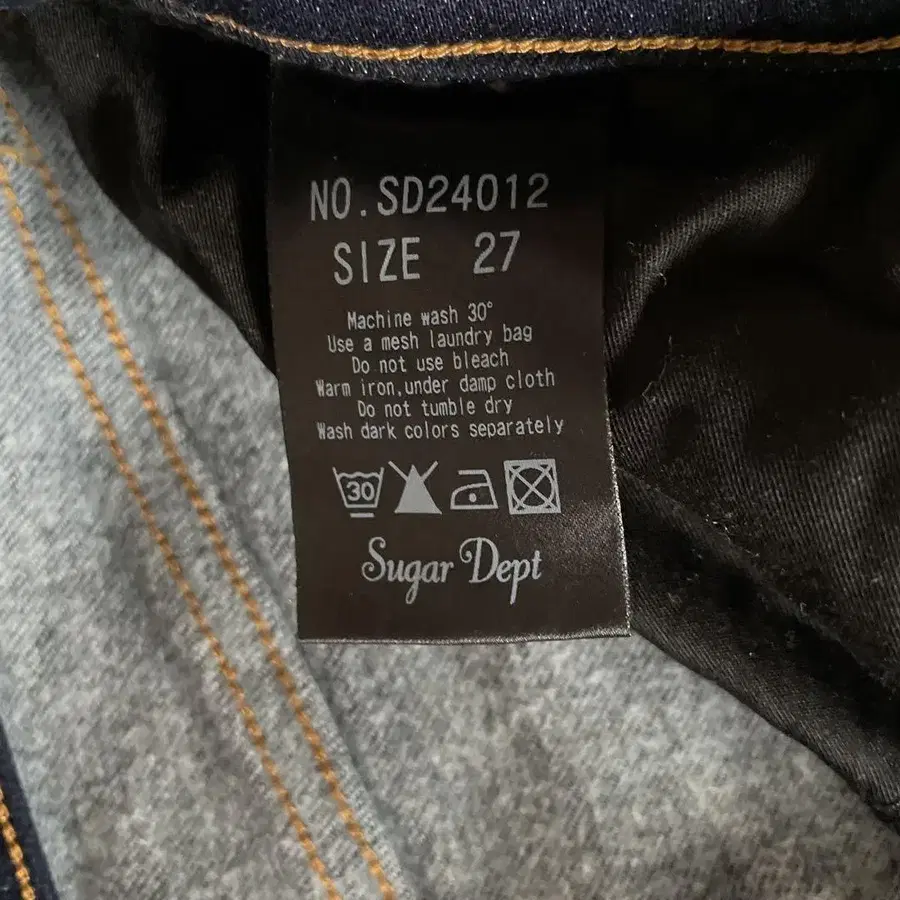 NO.SD24012
SIZE 27
Machine wash 30°
Use a mesh laundry bag
Do not use bleach
Warm iron,under damp cloth
Do not tumble dry
Wash dark colors separately
30
Sugar Dept